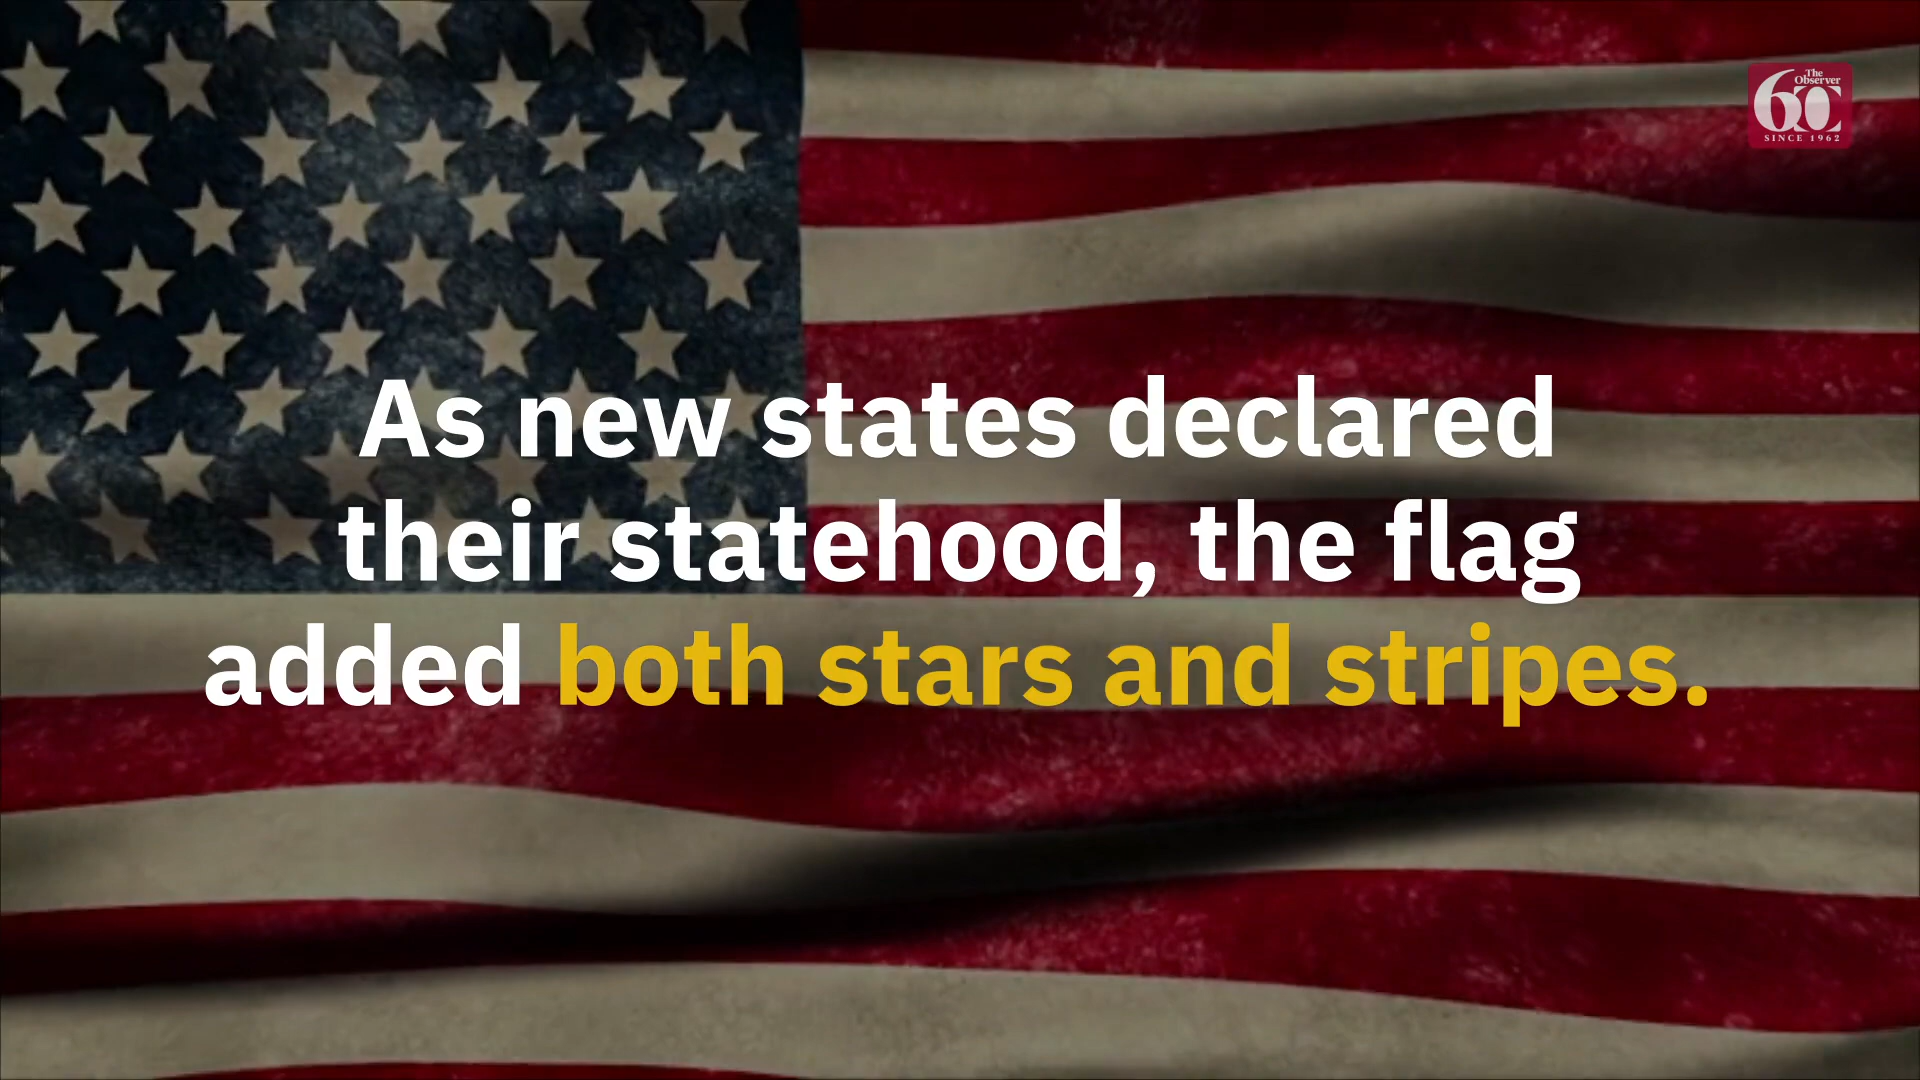 The
Observer
60
SINCE 1962
As new states declared
their statehood, the flag
added both stars and stripes.